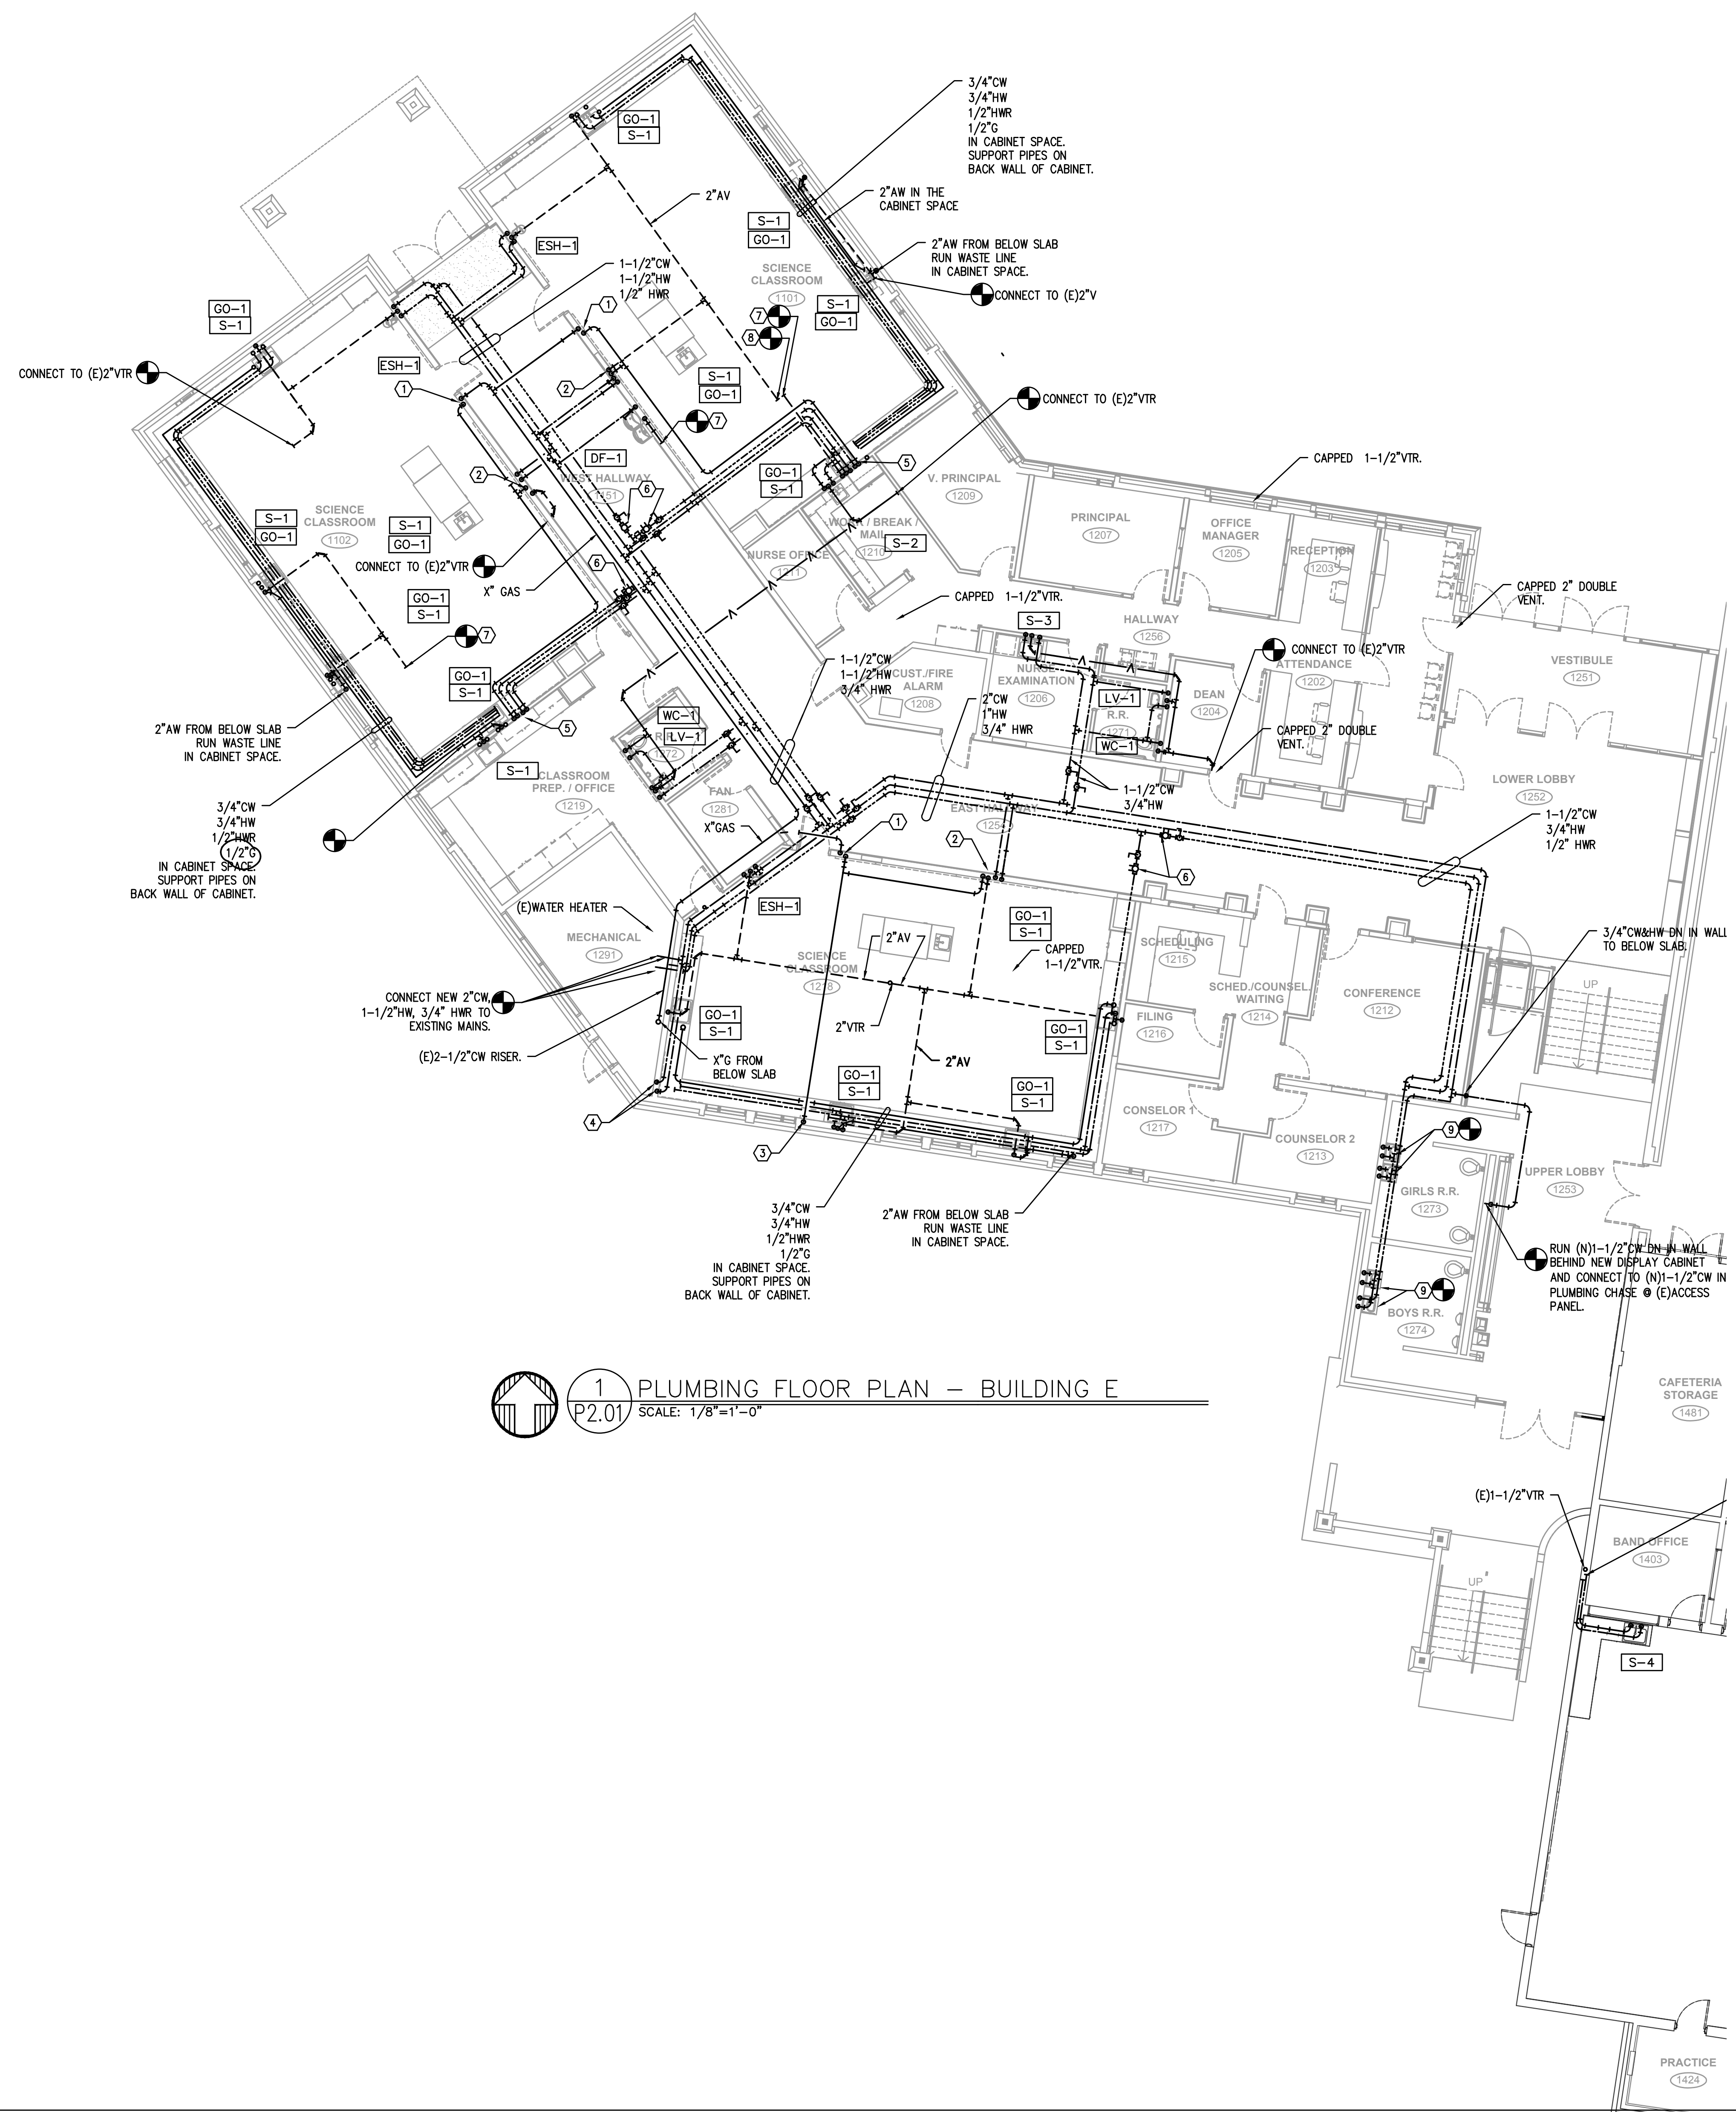 3/4"CW
3/4"HW
1/2"HWR
1/2"G
IN CABINET SPACE.
SUPPORT PIPES ON
BACK WALL OF CABINET.
GO-1
S-1
2"AV
2"AW IN THE
CABINET SPACE
S-1
GO-1
ESH-1
2"AW FROM BELOW SLAB
RUN WASTE LINE
IN CABINET SPACE.
1-1/2"CW
1-1/2"HW
1/2" HWR
SCIENCE
CLASSROOM
1101
CONNECT TO (E)2"V
GO-1
S-1
S-1
GO-1
1
7
8
CONNECT TO (E)2"VTR
ESH-1
1
2
S-1
GO-1
CONNECT TO (E)2"VTR
7
DF-1
WEST HALLWAY
1151
2
GO-1
S-1
5
CAPPED 1-1/2"VTR.
V. PRINCIPAL
1209
6
SCIENCE
CLASSROOM
1102
S-1
GO-1
S-1
GO-1
PRINCIPAL
1207
OFFICE
MANAGER
1205
WORK / BREAK /
MAIL
1210
S-2
RECEPTION
1203
NURSE OFFICE
1211
CONNECT TO (E)2"VTR
6
X" GAS
GO-1
S-1
CAPPED 1-1/2"VTR.
CAPPED 2" DOUBLE
VENT.
S-3
HALLWAY
1256
7
CONNECT TO (E)2"VTR
ATTENDANCE
1202
VESTIBULE
1251
1-1/2"CW
1-1/2"HW
3/4" HWR
CUST./FIRE
ALARM
1208
NURSE
EXAMINATION
1206
GO-1
S-1
DEAN
1204
LV-1
2"CW
1"HW
3/4" HWR
R.R.
1271
WC-1
WC-1
LV-1
2"AW FROM BELOW SLAB
RUN WASTE LINE
IN CABINET SPACE.
5
CAPPED 2" DOUBLE
VENT.
S-1
CLASSROOM
PREP. / OFFICE
1219
FAN
1281
1-1/2"CW
3/4"HW
LOWER LOBBY
1252
3/4"CW
3/4"HW
1/2"HWR
1/2"G
IN CABINET SPACE.
SUPPORT PIPES ON
BACK WALL OF CABINET.
EAST HALLWAY
X"GAS
1
2
1-1/2"CW
3/4"HW
1/2" HWR
6
(E)WATER HEATER
ESH-1
GO-1
S-1
MECHANICAL
1291
2"AV
CAPPED
1-1/2"VTR.
SCHEDULING
1215
3/4"CW&HW DN IN WALL
TO BELOW SLAB.
SCIENCE
CLASSROOM
1218
SCHED./COUNSEL.
WAITING
1214
CONFERENCE
1212
UP
CONNECT NEW 2"CW,
1-1/2"HW, 3/4" HWR TO
EXISTING MAINS.
GO-1
S-1
2"VTR
GO-1
S-1
FILING
1216
(E)2-1/2"CW RISER.
X"G FROM
BELOW SLAB
2"AV
GO-1
S-1
GO-1
S-1
CONSELOR 1
1217
4
3
COUNSELOR 2
1213
9
UPPER LOBBY
1253
GIRLS R.R.
1273
3/4"CW
3/4"HW
1/2"HWR
1/2"G
IN CABINET SPACE.
SUPPORT PIPES ON
BACK WALL OF CABINET.
2"AW FROM BELOW SLAB
RUN WASTE LINE
IN CABINET SPACE.
RUN (N)1-1/2"CW DN IN WALL
BEHIND NEW DISPLAY CABINET
AND CONNECT TO (N)1-1/2"CW IN
PLUMBING CHASE @ (E)ACCESS
PANEL.
9
BOYS R.R.
1274
1
P2.01
PLUMBING FLOOR PLAN - BUILDING E
SCALE: 1/8"=1'-0"
CAFETERIA
STORAGE
1481
(E)1-1/2"VTR
BAND OFFICE
1403
UP
S-4
PRACTICE
1424